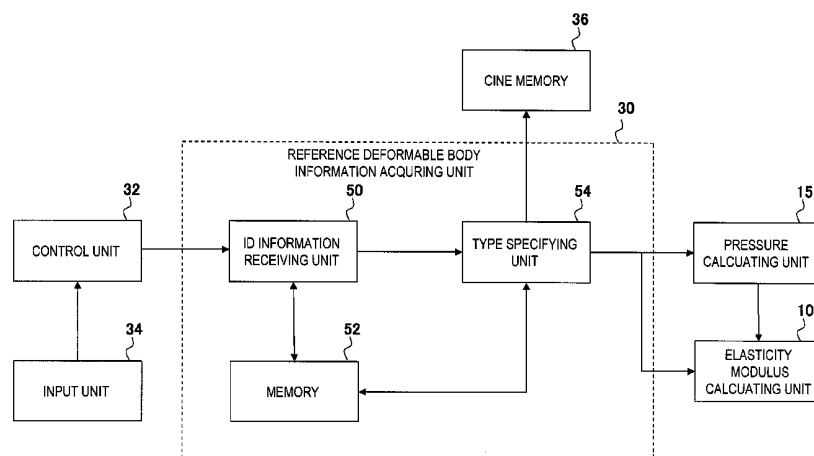 36
CINE MEMORY
30
REFERENCE DEFORMABLE BODY
INFORMATION ACQURING UNIT
32
CONTROL UNIT
50
ID INFORMATION
RECEIVING UNIT
54
TYPE SPECIFYING
UNIT
15
PRESSURE
CALCUATING UNIT
34
INPUT UNIT
52
MEMORY
10
ELASTICITY
MODULUS
CALCUATING UNIT